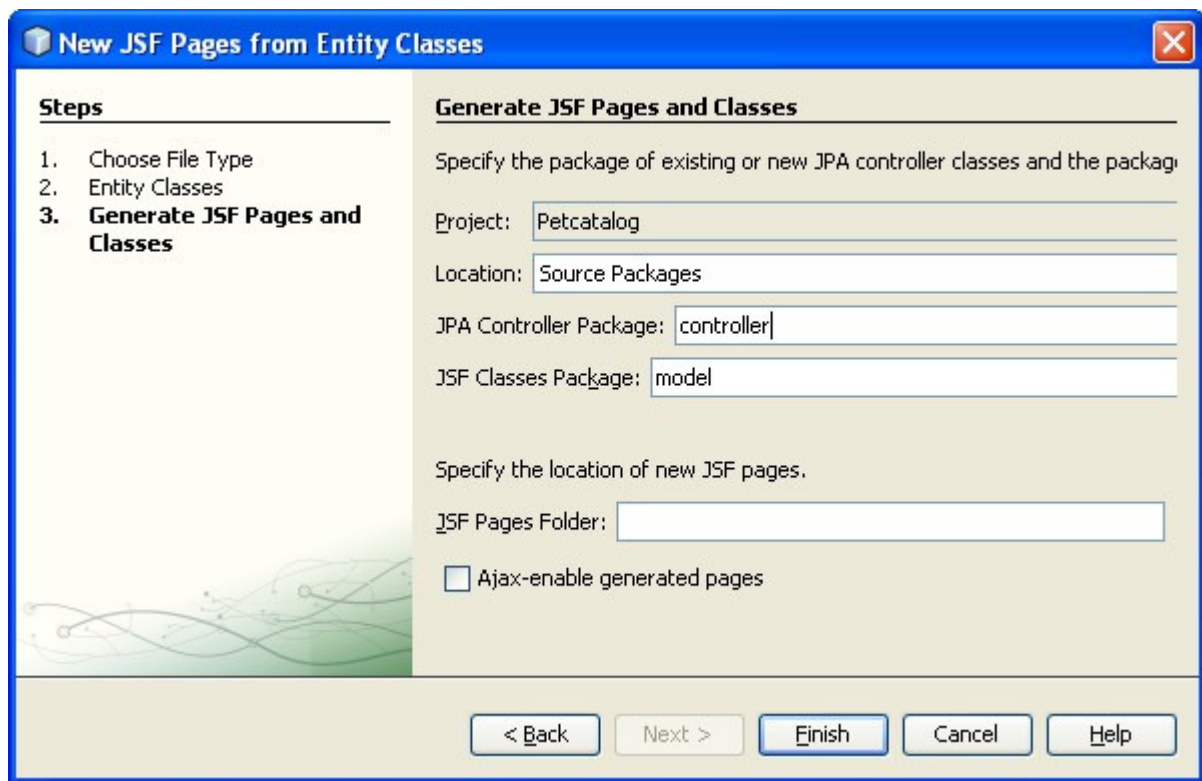 New JSF Pages from Entity Classes
Steps
1. Choose File Type
2. Entity Classes
3. Generate JSF Pages and
Classes
Generate JSF Pages and Classes
Specify the package of existing or new JPA controller classes and the packag
Project: Petcatalog
Location: Source Packages
JPA Controller Package: controller
JSF Classes Package: model
Specify the location of new JSF pages.
JSF Pages Folder:
Ajax-enable generated pages
< Back Next > Finish Cancel Help